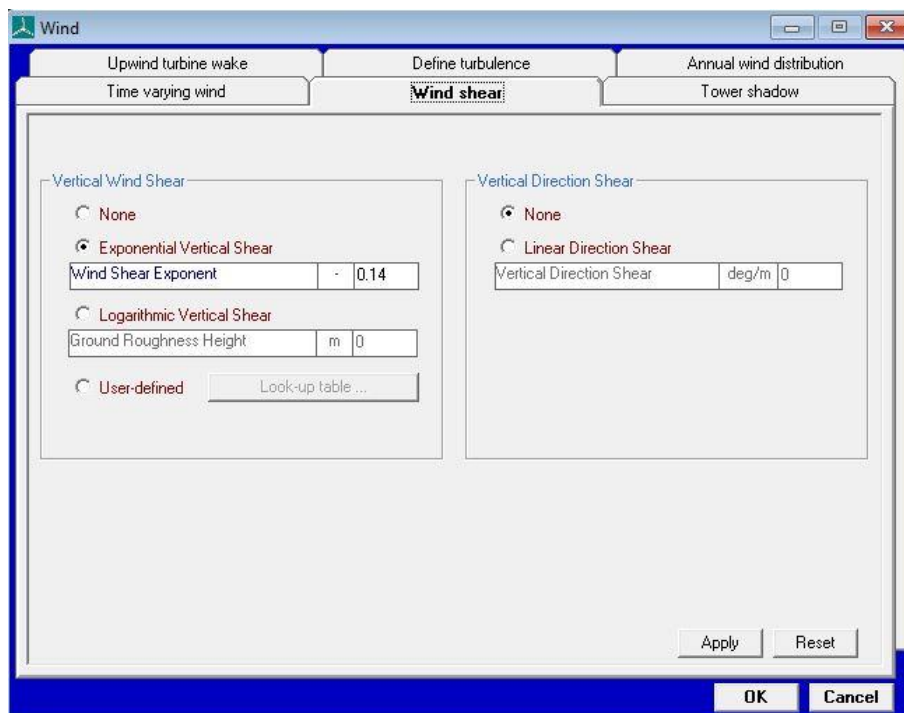 Wind
Upwind turbine wake Define turbulence Annual wind distribution
Time varying wind Wind shear Tower shadow
Vertical Wind Shear
None
Exponential Vertical Shear
Wind Shear Exponent - 0.14
Logarithmic Vertical Shear
Ground Roughness Height m 0
User-defined Look-up table ...
Vertical Direction Shear
None
Linear Direction Shear
Vertical Direction Shear deg/m 0
Apply Reset
OK Cancel